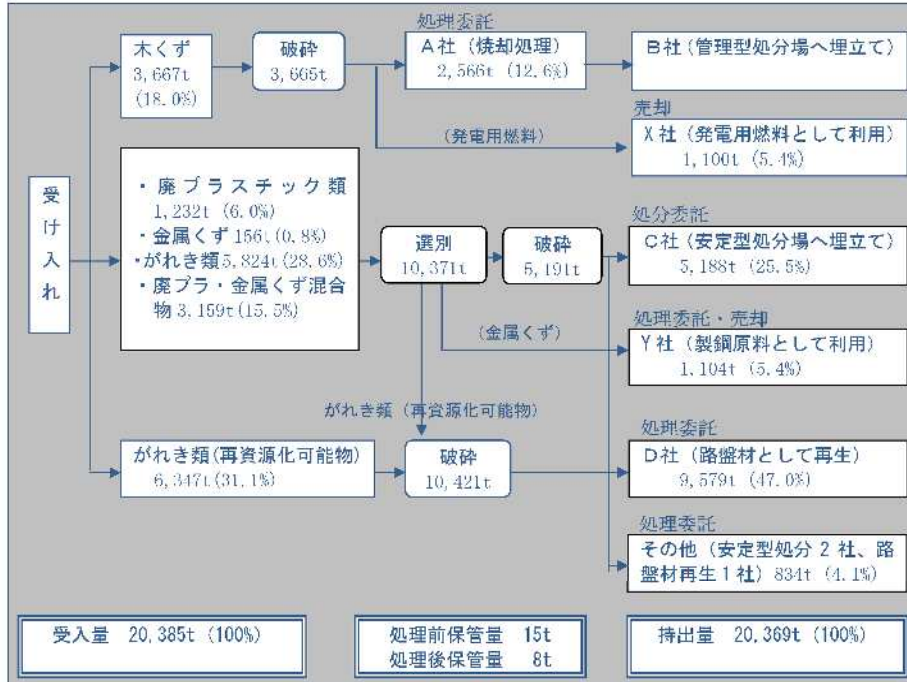 処理委託
木くず
3,667t
(18.0%)
破砕
3,665t
A社(焼却処理)
2,566t (12.6%)
B社(管理型処分場へ埋立て)
売却
(発電用燃料)
X社(発電用燃料として利用)
1,100t (5.4%)
受け入れ
・廃プラスチック類
1,232t (6.0%)
・金属くず156t(0.8%)
・がれき類5,824t(28.6%)
・廃プラ・金属くず混合
物3,159t(15.5%)
選別
10,371t
破砕
5,191t
処分委託
C社(安定型処分場へ埋立て)
5,188t (25.5%)
処理委託・売却
(金属くず)
Y社(製鋼原料として利用)
1,104t (5.4%)
がれき類(再資源化可能物)
処理委託
がれき類(再資源化可能物)
6,347t(31.1%)
破砕
10,421t
D社(路盤材として再生)
9,579t (47.0%)
処理委託
その他(安定型処分2社、路
盤材再生1社)834t (4.1%)
受入量 20,385t (100%)
処理前保管量 15t
処理後保管量 8t
持出量 20,369t (100%)